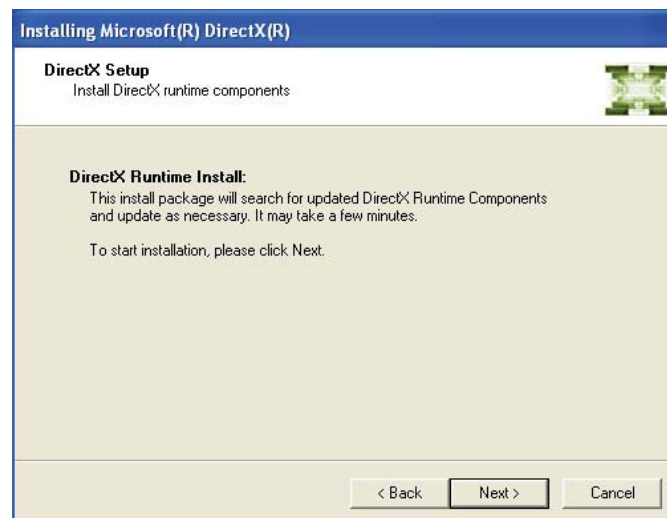 Installing Microsoft(R) DirectX(R)
DirectX Setup
Install DirectX runtime components
DirectX Runtime Install:
This install package will search for updated DirectX Runtime Components
and update as necessary. It may take a few minutes.
To start installation, please click Next.
< Back
Next >
Cancel